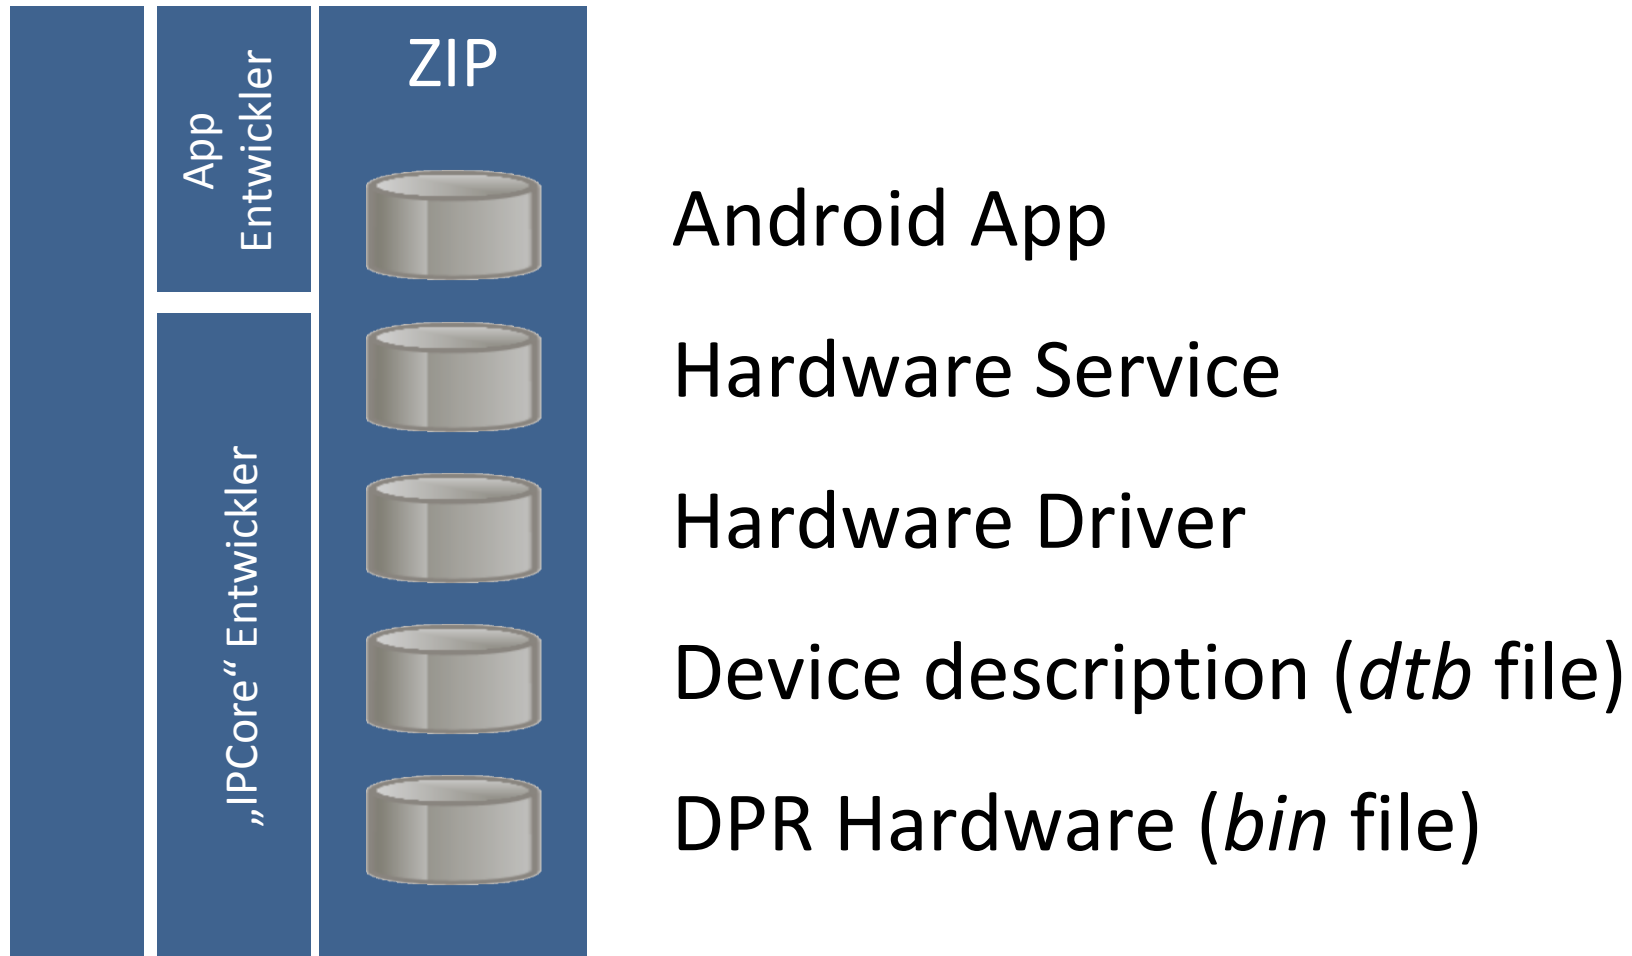 App
Entwickler
„IPCore“ Entwickler
ZIP
Android App
Hardware Service
Hardware Driver
Device description (dtb file)
DPR Hardware (bin file)